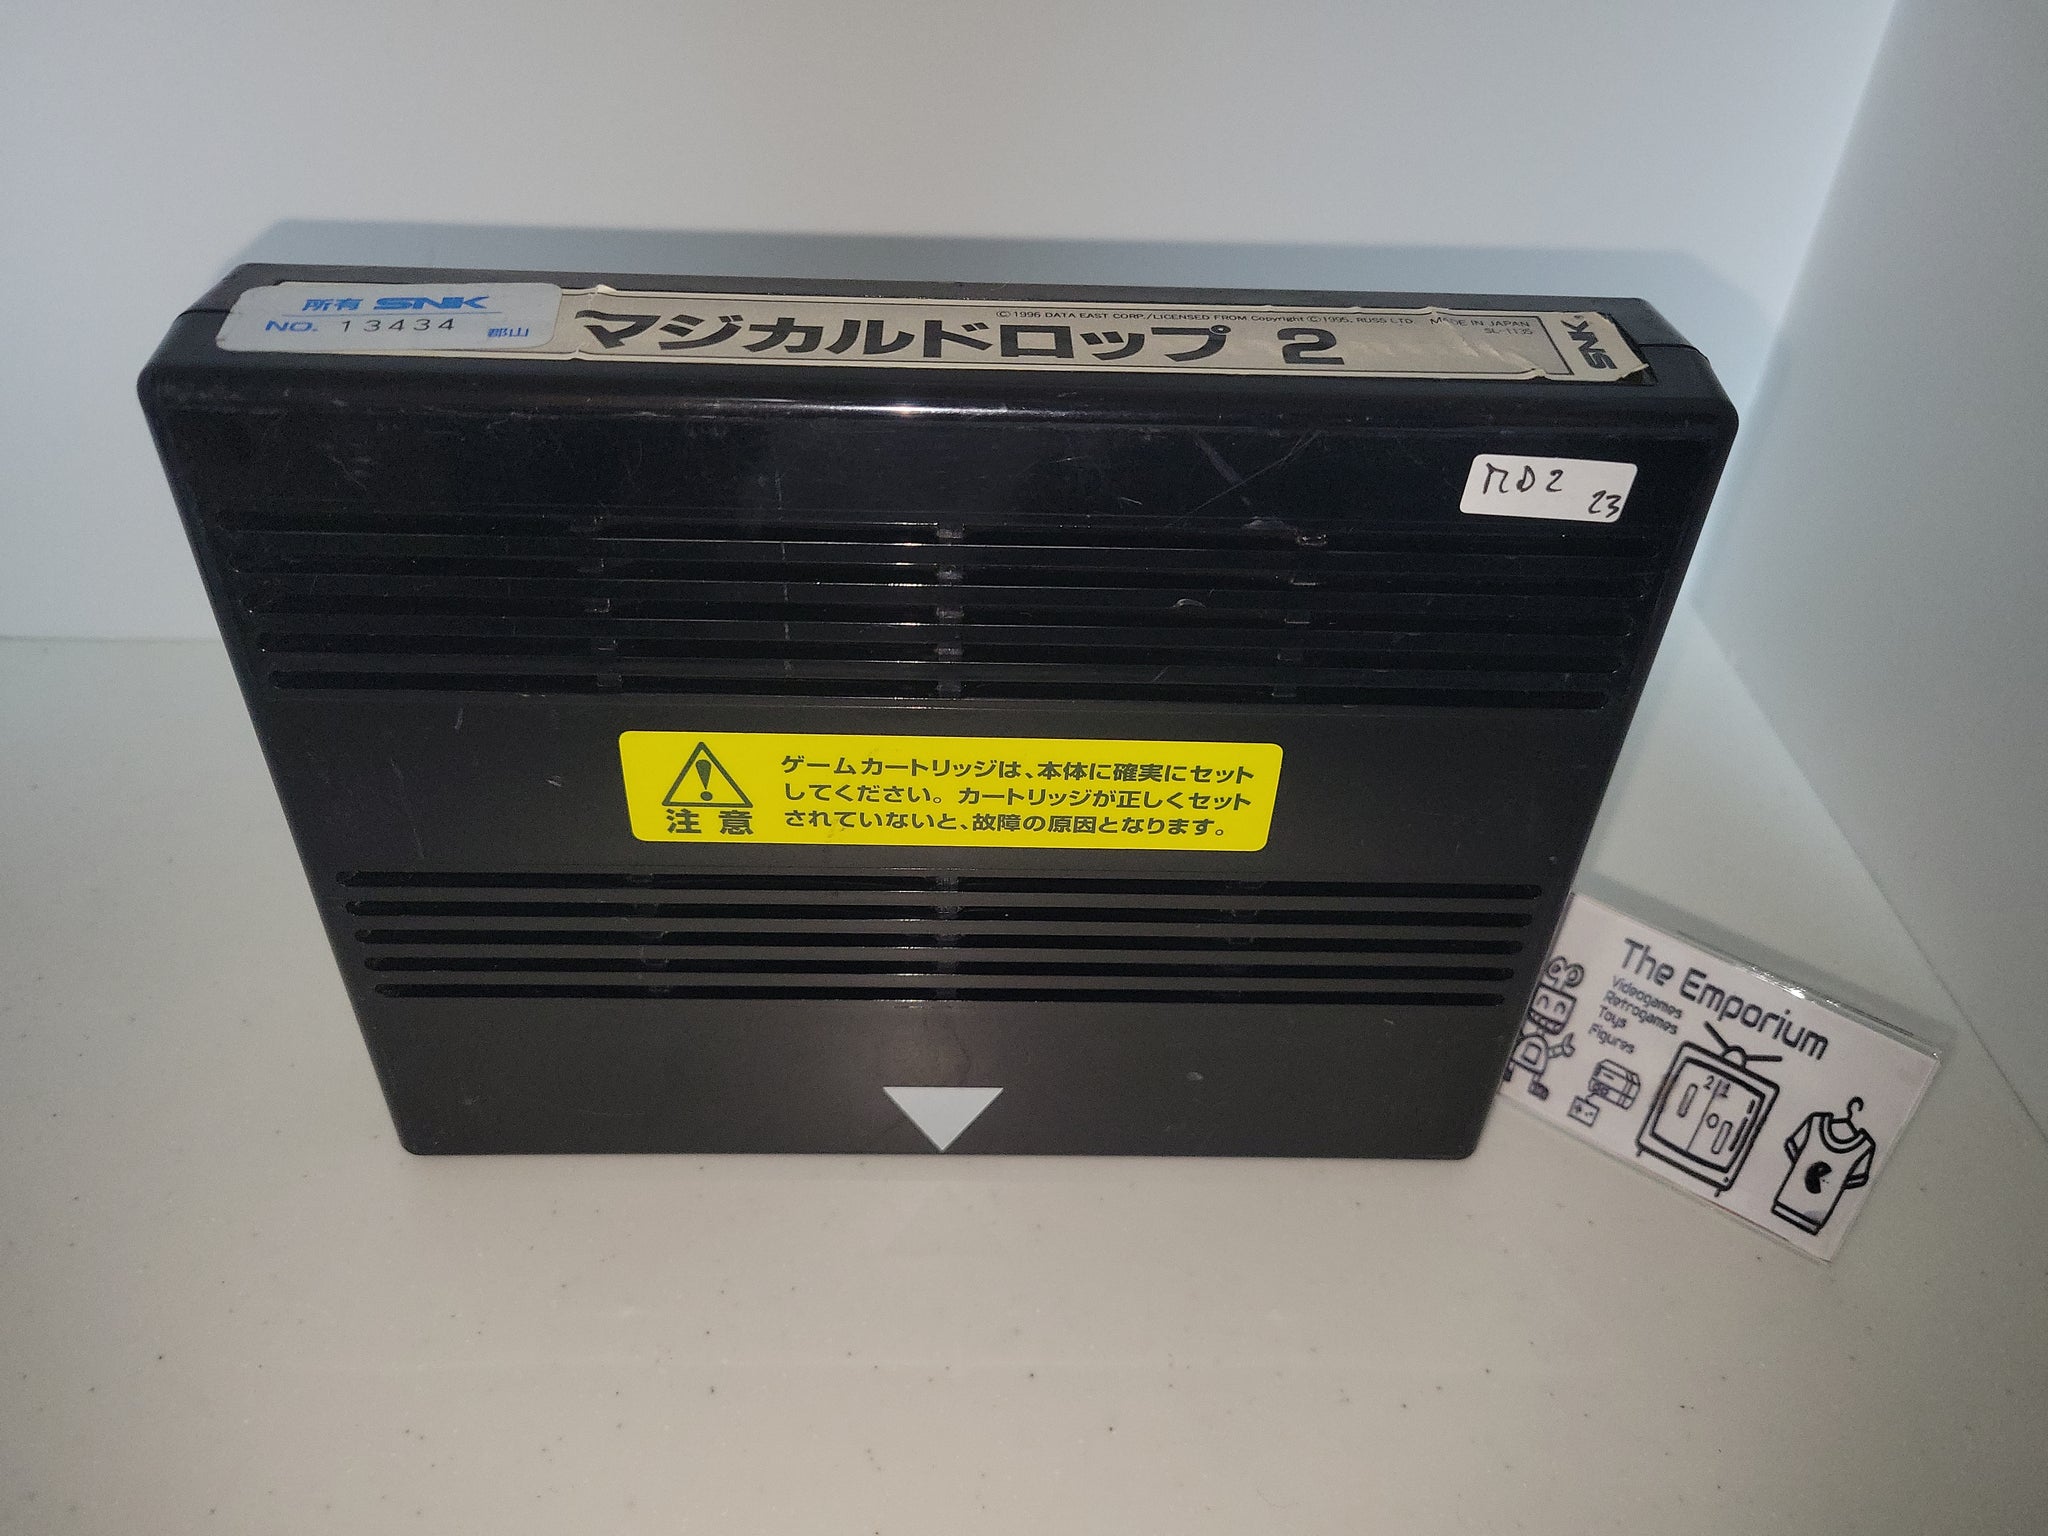 所有 SNK
NO. 13434 郡山
マジカルドロップ 2
©1996 DATA EAST CORP./LICENSED FROM Copyright ©1995, RUSS LTD. MADE IN JAPAN
SL-1135
SNK
MD2
23
注意
ゲームカートリッジは、本体に確実にセット
してください。カートリッジが正しくセット
されていないと、故障の原因となります。
The Emporium
Videogames
Retrogames
Toys
Figures